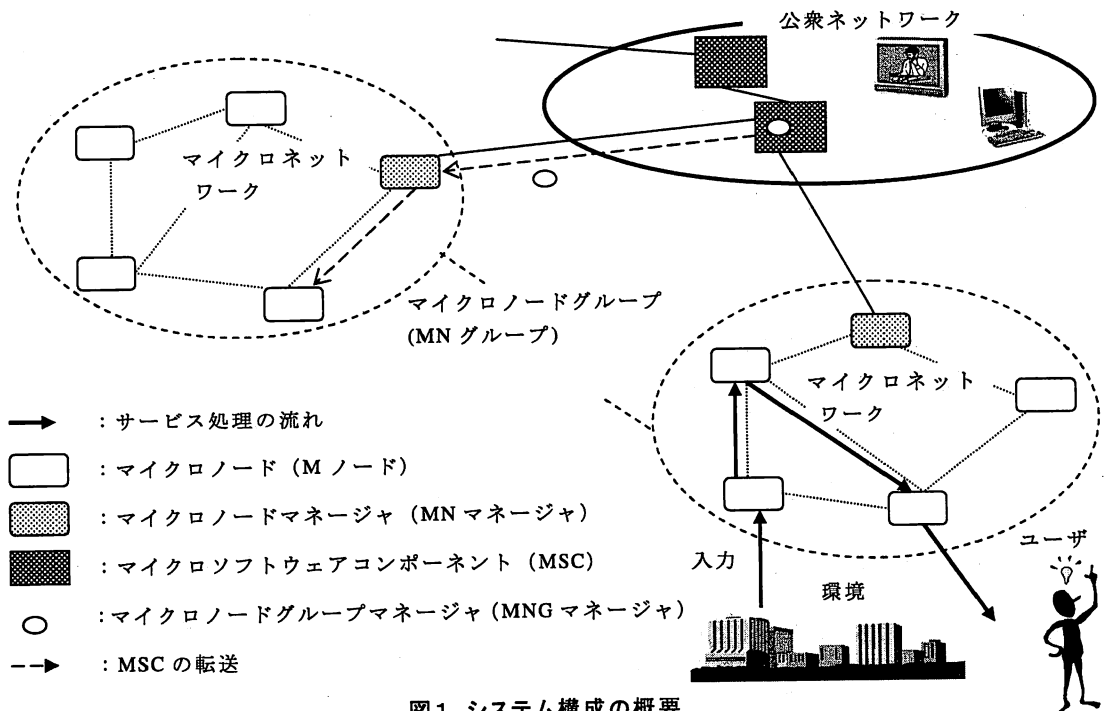 公衆ネットワーク
マイクロネット
ワーク
マイクロノードグループ
(MN グループ)
マイクロネット
ワーク
：サービス処理の流れ
：マイクロノード（M ノード）
：マイクロノードマネージャ（MN マネージャ）
：マイクロソフトウェアコンポーネント（MSC）
：マイクロノードグループマネージャ（MNG マネージャ）
：MSC の転送
入力
環境
ユーザ
図1 システム構成の概要